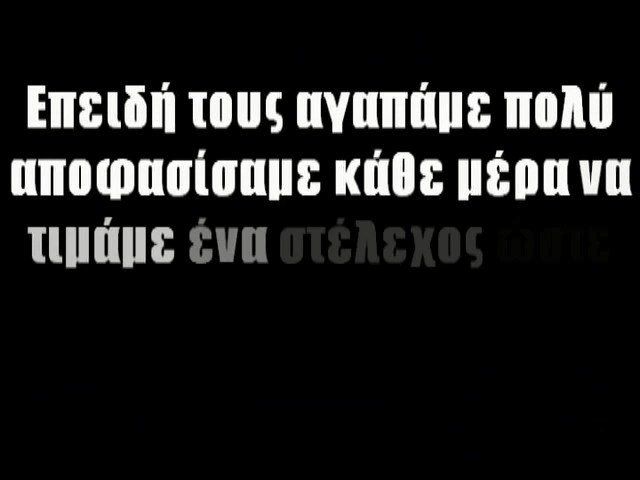 Επειδή τους αγαπάμε πολύ
αποφασίσαμε κάθε μέρα να
τιμάμε ένα στέλεχος ώστε